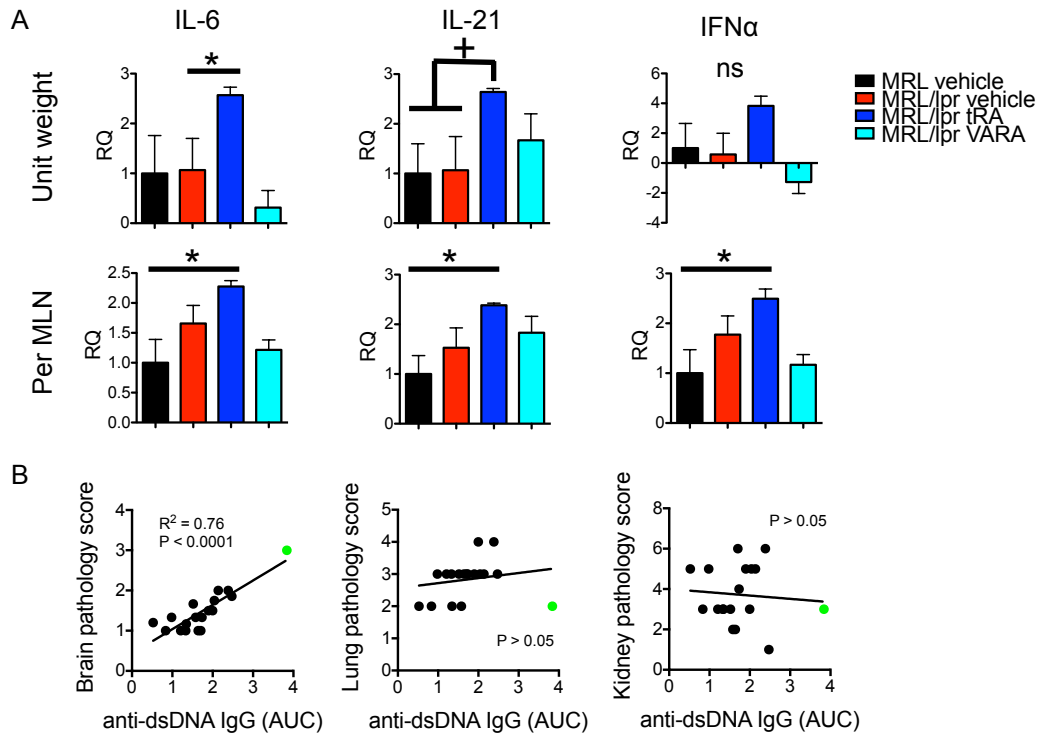 A
IL-6
IL-21
IFNα
Unit weight
RQ
3
2
1
0
*
RQ
3
2
1
0
+
RQ
6
4
2
0
-2
-4
ns
MRL vehicle
MRL/lpr vehicle
MRL/lpr tRA
MRL/lpr VARA
Per MLN
RQ
2.5
2.0
1.5
1.0
0.5
0.0
*
RQ
3
2
1
0
*
RQ
3
2
1
0
*
B
Brain pathology score
4
3
2
1
0
R² = 0.76
P < 0.0001
0 1 2 3 4
anti-dsDNA IgG (AUC)
Lung pathology score
5
4
3
2
1
0
P > 0.05
0 1 2 3 4
anti-dsDNA IgG (AUC)
Kidney pathology score
8
6
4
2
0
P > 0.05
0 1 2 3 4
anti-dsDNA IgG (AUC)